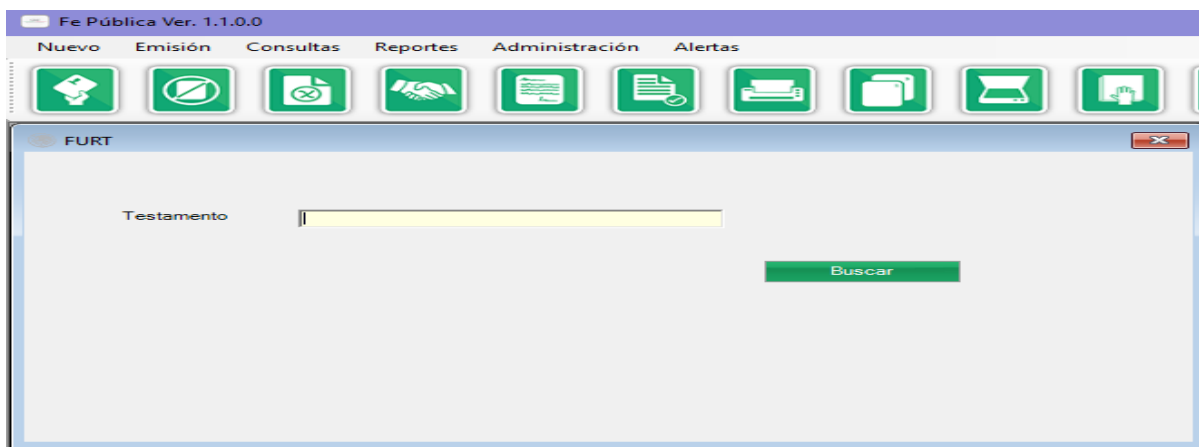 Fe Pública Ver. 1.1.0.0
Nuevo Emisión Consultas Reportes Administración Alertas
FURT
Testamento
Buscar